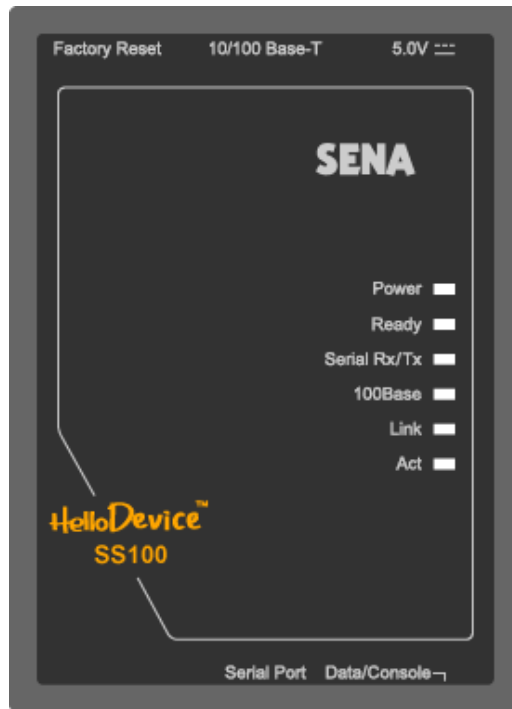 Factory Reset 10/100 Base-T 5.0V
SENA
Power
Ready
Serial Rx/Tx
100Base
Link
Act
HelloDevice™
SS100
Serial Port Data/Console